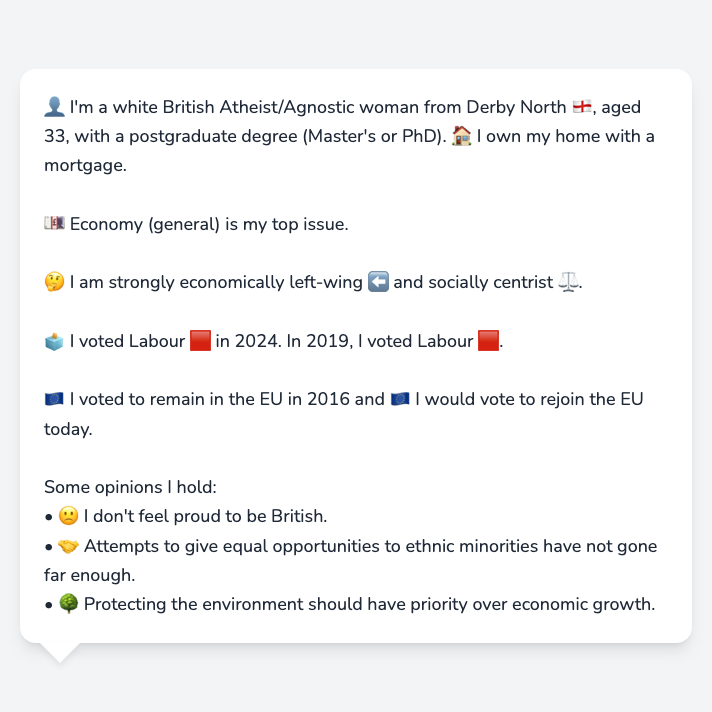 👤 I'm a white British Atheist/Agnostic woman from Derby North 🏴󠁧󠁢󠁥󠁮󠁧󠁿, aged
33, with a postgraduate degree (Master's or PhD). 🏠 I own my home with a
mortgage.
💷 Economy (general) is my top issue.
🤔 I am strongly economically left-wing ⬅️ and socially centrist ⚖️.
🗳️ I voted Labour 🟥 in 2024. In 2019, I voted Labour 🟥.
🇪🇺 I voted to remain in the EU in 2016 and 🇪🇺 I would vote to rejoin the EU
today.
Some opinions I hold:
• 🙁 I don't feel proud to be British.
• 🤝 Attempts to give equal opportunities to ethnic minorities have not gone
far enough.
• 🌳 Protecting the environment should have priority over economic growth.